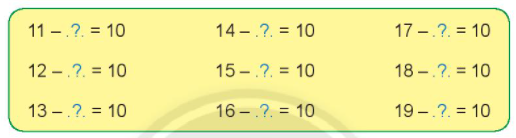 11 – .?. = 10 14 – .?. = 10 17 – .?. = 10
12 – .?. = 10 15 – .?. = 10 18 – .?. = 10
13 – .?. = 10 16 – .?. = 10 19 – .?. = 10